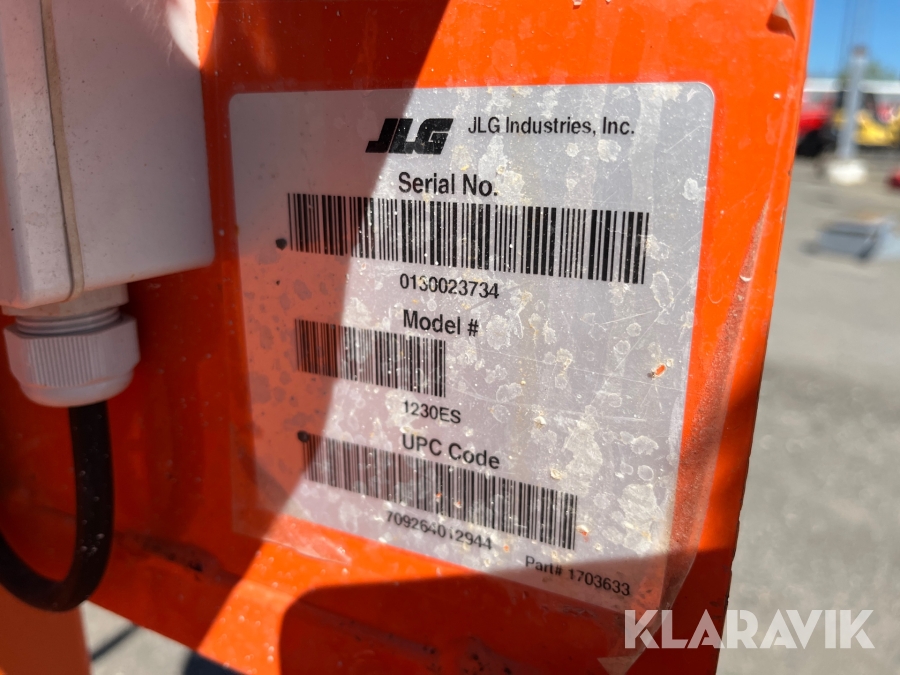 JLG JLG Industries, Inc.
Serial No.
0130023734
Model #
1230ES
UPC Code
709264012944
Part# 1703633
KLARAVIK